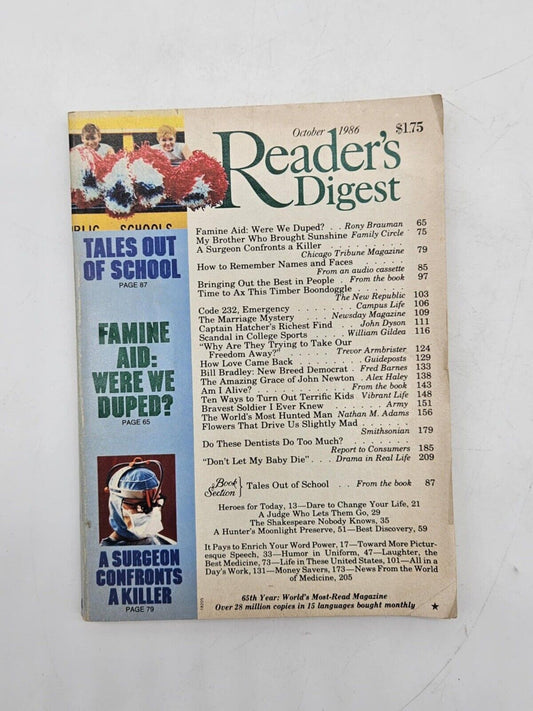 October 1986
$1.75
Reader's
Digest
PUBLIC SCHOOLS
TALES OUT
OF SCHOOL
PAGE 87
FAMINE
AID:
WERE WE
DUPED?
PAGE 65
A SURGEON
CONFRONTS
A KILLER
PAGE 79
Famine Aid: Were We Duped? . . Rony Brauman 65
My Brother Who Brought Sunshine Family Circle 75
A Surgeon Confronts a Killer . . .
Chicago Tribune Magazine 79
How to Remember Names and Faces . . .
From an audio cassette 85
Bringing Out the Best in People . From the book 97
Time to Ax This Timber Boondoggle .
The New Republic 103
Code 232, Emergency . . . Campus Life 106
The Marriage Mystery . . Newsday Magazine 109
Captain Hatcher's Richest Find . John Dyson 111
Scandal in College Sports . . William Gildea 116
"Why Are They Trying to Take Our
Freedom Away?" . . . Trevor Armbrister 124
How Love Came Back . . . Guideposts 129
Bill Bradley: New Breed Democrat . Fred Barnes 133
The Amazing Grace of John Newton . Alex Haley 138
Am I Alive? . . . From the book 143
Ten Ways to Turn Out Terrific Kids Vibrant Life 148
Bravest Soldier I Ever Knew . . . Army 151
The World's Most Hunted Man Nathan M. Adams 156
Flowers That Drive Us Slightly Mad . .
Smithsonian 179
Do These Dentists Do Too Much? .
Report to Consumers 185
"Don't Let My Baby Die" . . Drama in Real Life 209
Book
Section
Tales Out of School . . From the book 87
Heroes for Today, 13—Dare to Change Your Life, 21
A Judge Who Lets Them Go, 29
The Shakespeare Nobody Knows, 35
A Hunter's Moonlight Preserve, 51—Best Discovery, 59
It Pays to Enrich Your Word Power, 17—Toward More Pictur-
esque Speech, 33—Humor in Uniform, 47—Laughter, the
Best Medicine, 73—Life in These United States, 101—All in a
Day's Work, 131—Money Savers, 173—News From the World
of Medicine, 205
65th Year: World's Most-Read Magazine
Over 28 million copies in 15 languages bought monthly